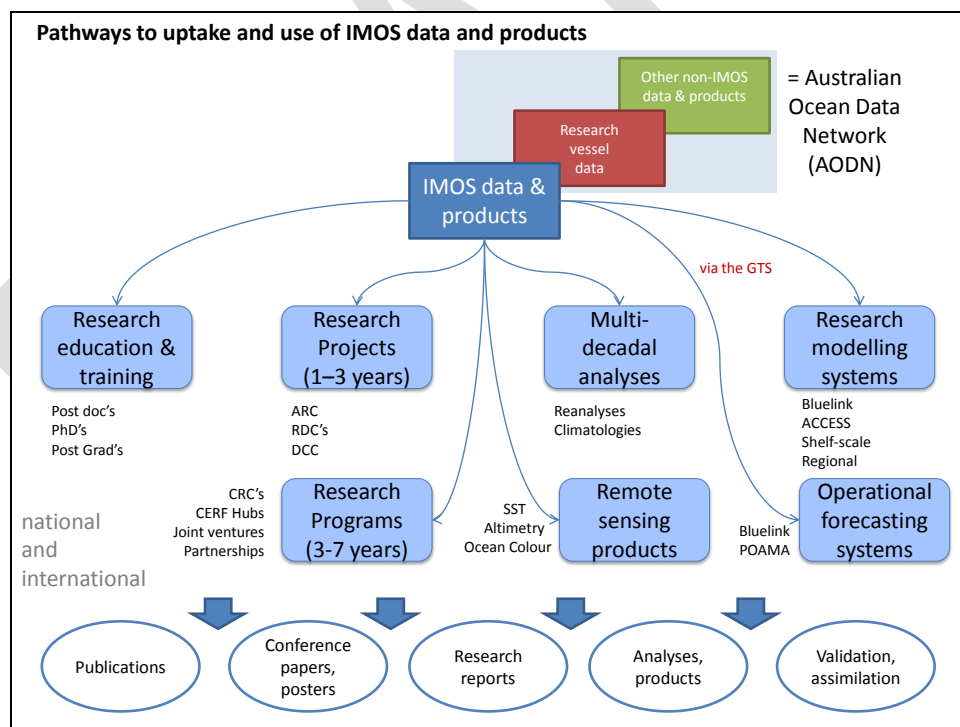 Pathways to uptake and use of IMOS data and products
Other non-IMOS
data & products
= Australian
Ocean Data
Network
(AODN)
Research
vessel
data
IMOS data &
products
via the GTS
Research
education &
training
Research
Projects
(1–3 years)
Multi-
decadal
analyses
Research
modelling
systems
Post doc's
PhD's
Post Grad's
ARC
RDC's
DCC
Reanalyses
Climatologies
Bluelink
ACCESS
Shelf-scale
Regional
national
and
international
CRC's
CERF Hubs
Joint ventures
Partnerships
Research
Programs
(3-7 years)
SST
Altimetry
Ocean Colour
Remote
sensing
products
Bluelink
POAMA
Operational
forecasting
systems
Publications
Conference
papers,
posters
Research
reports
Analyses,
products
Validation,
assimilation